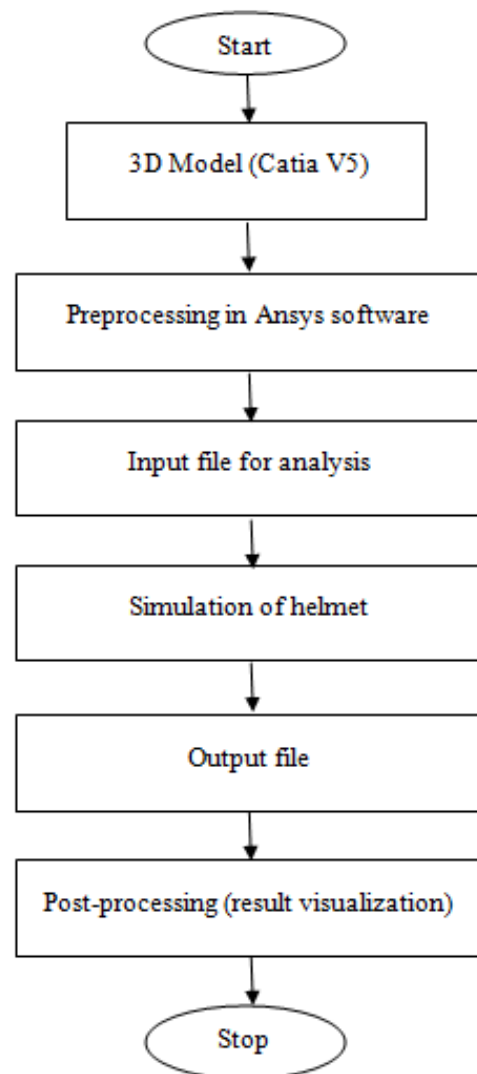 Start
3D Model (Catia V5)
Preprocessing in Ansys software
Input file for analysis
Simulation of helmet
Output file
Post-processing (result visualization)
Stop